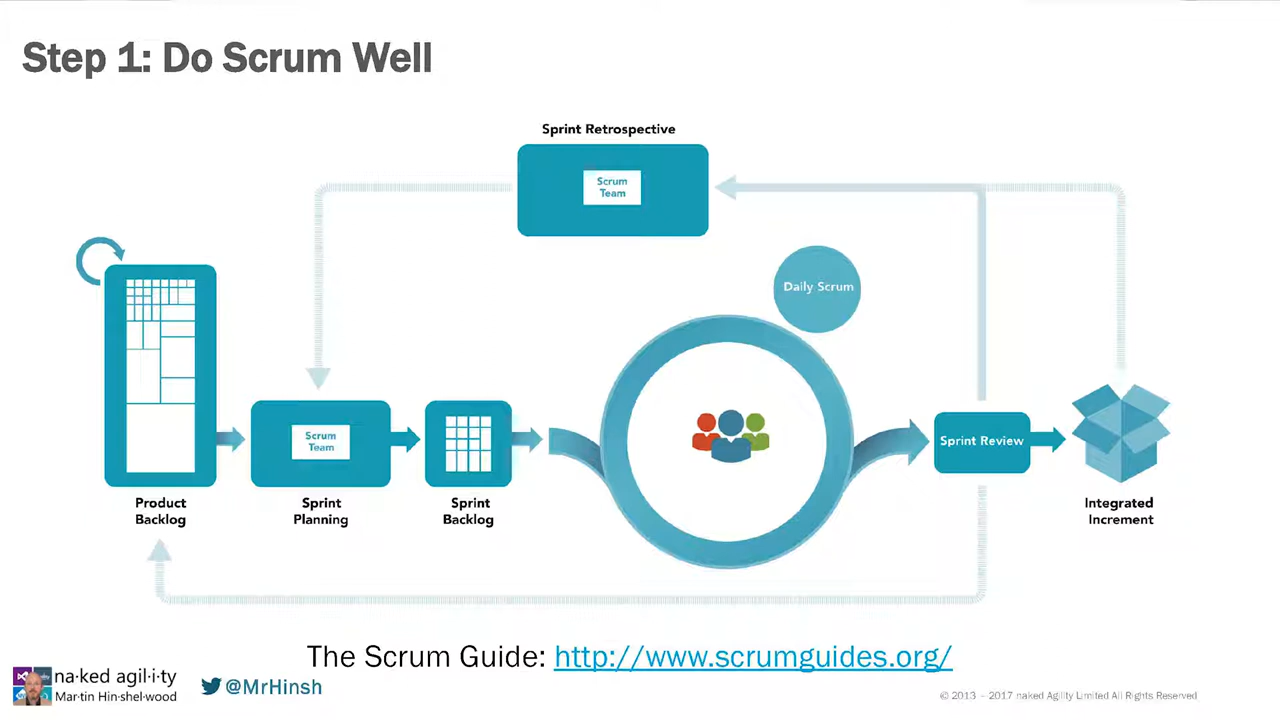 Step 1: Do Scrum Well
Sprint Retrospective
Scrum
Team
Daily Scrum
Scrum
Team
Sprint Review
Product
Backlog
Sprint
Planning
Sprint
Backlog
Integrated
Increment
The Scrum Guide: http://www.scrumguides.org/
na·ked agil·i·ty
Mar·tin Hin·shel·wood
@MrHinsh
© 2013 – 2017 naked Agility Limited All Rights Reserved